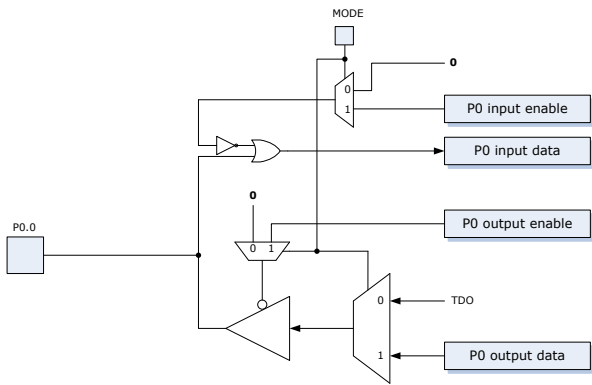 MODE
0
0
P0 input enable
1
P0 input data
P0.0
0
P0 output enable
0 1
0
TDO
1
P0 output data